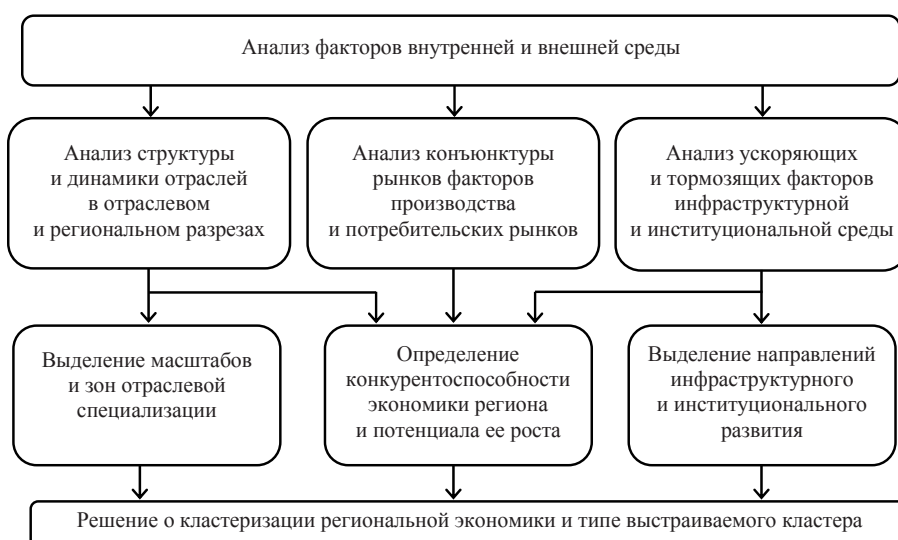 Анализ факторов внутренней и внешней среды
Анализ структуры
и динамики отраслей
в отраслевом
и региональном разрезах
Анализ конъюнктуры
рынков факторов
производства
и потребительских рынков
Анализ ускоряющих
и тормозящих факторов
инфраструктурной
и институциональной среды
Выделение масштабов
и зон отраслевой
специализации
Определение
конкурентоспособности
экономики региона
и потенциала ее роста
Выделение направлений
инфраструктурного
и институционального
развития
Решение о кластеризации региональной экономики и типе выстраиваемого кластера